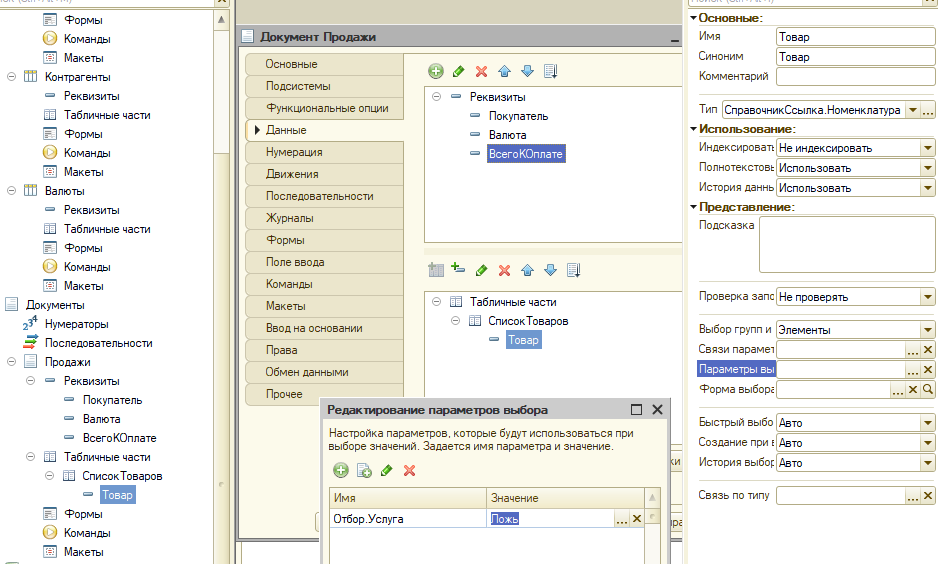 Формы
Команды
Макеты
Контрагенты
Реквизиты
Табличные части
Формы
Команды
Макеты
Валюты
Реквизиты
Табличные части
Формы
Команды
Макеты
Документы
Нумераторы
Последовательности
Продажи
Реквизиты
Покупатель
Валюта
ВсегоКОплате
Табличные части
СписокТоваров
Товар
Формы
Команды
Макеты
Документ Продажи
Основные
Подсистемы
Функциональные опции
Данные
Нумерация
Движения
Последовательности
Журналы
Формы
Поле ввода
Команды
Макеты
Ввод на основании
Права
Обмен данными
Прочее
Реквизиты
Покупатель
Валюта
ВсегоКОплате
Табличные части
СписокТоваров
Товар
Редактирование параметров выбора
Настройка параметров, которые будут использоваться при
выборе значений. Задается имя параметра и значение.
Имя Значение
Отбор.Услуга Ложь ...
Основные:
Имя Товар
Синоним Товар
Комментарий
Тип СправочникСсылка.Номенклатура ...
Использование:
Индексировать Не индексировать
Полнотекстовь Использовать
История данны Использовать
Представление:
Подсказка
Проверка запо Не проверять
Выбор групп и Элементы
Связи парамет ...
Параметры вы ...
Форма выбора ...
Быстрый выбо Авто
Создание при в Авто
История выбор Авто
Связь по типу ...